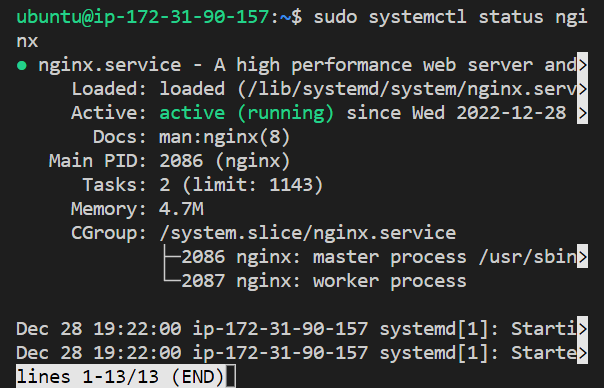 ubuntu@ip-172-31-90-157:~$ sudo systemctl status ngi
nx
● nginx.service - A high performance web server and>
Loaded: loaded (/lib/systemd/system/nginx.serv>
Active: active (running) since Wed 2022-12-28 >
Docs: man:nginx(8)
Main PID: 2086 (nginx)
Tasks: 2 (limit: 1143)
Memory: 4.7M
CGroup: /system.slice/nginx.service
├─2086 nginx: master process /usr/sbin>
└─2087 nginx: worker process
Dec 28 19:22:00 ip-172-31-90-157 systemd[1]: Starti>
Dec 28 19:22:00 ip-172-31-90-157 systemd[1]: Starte>
lines 1-13/13 (END)